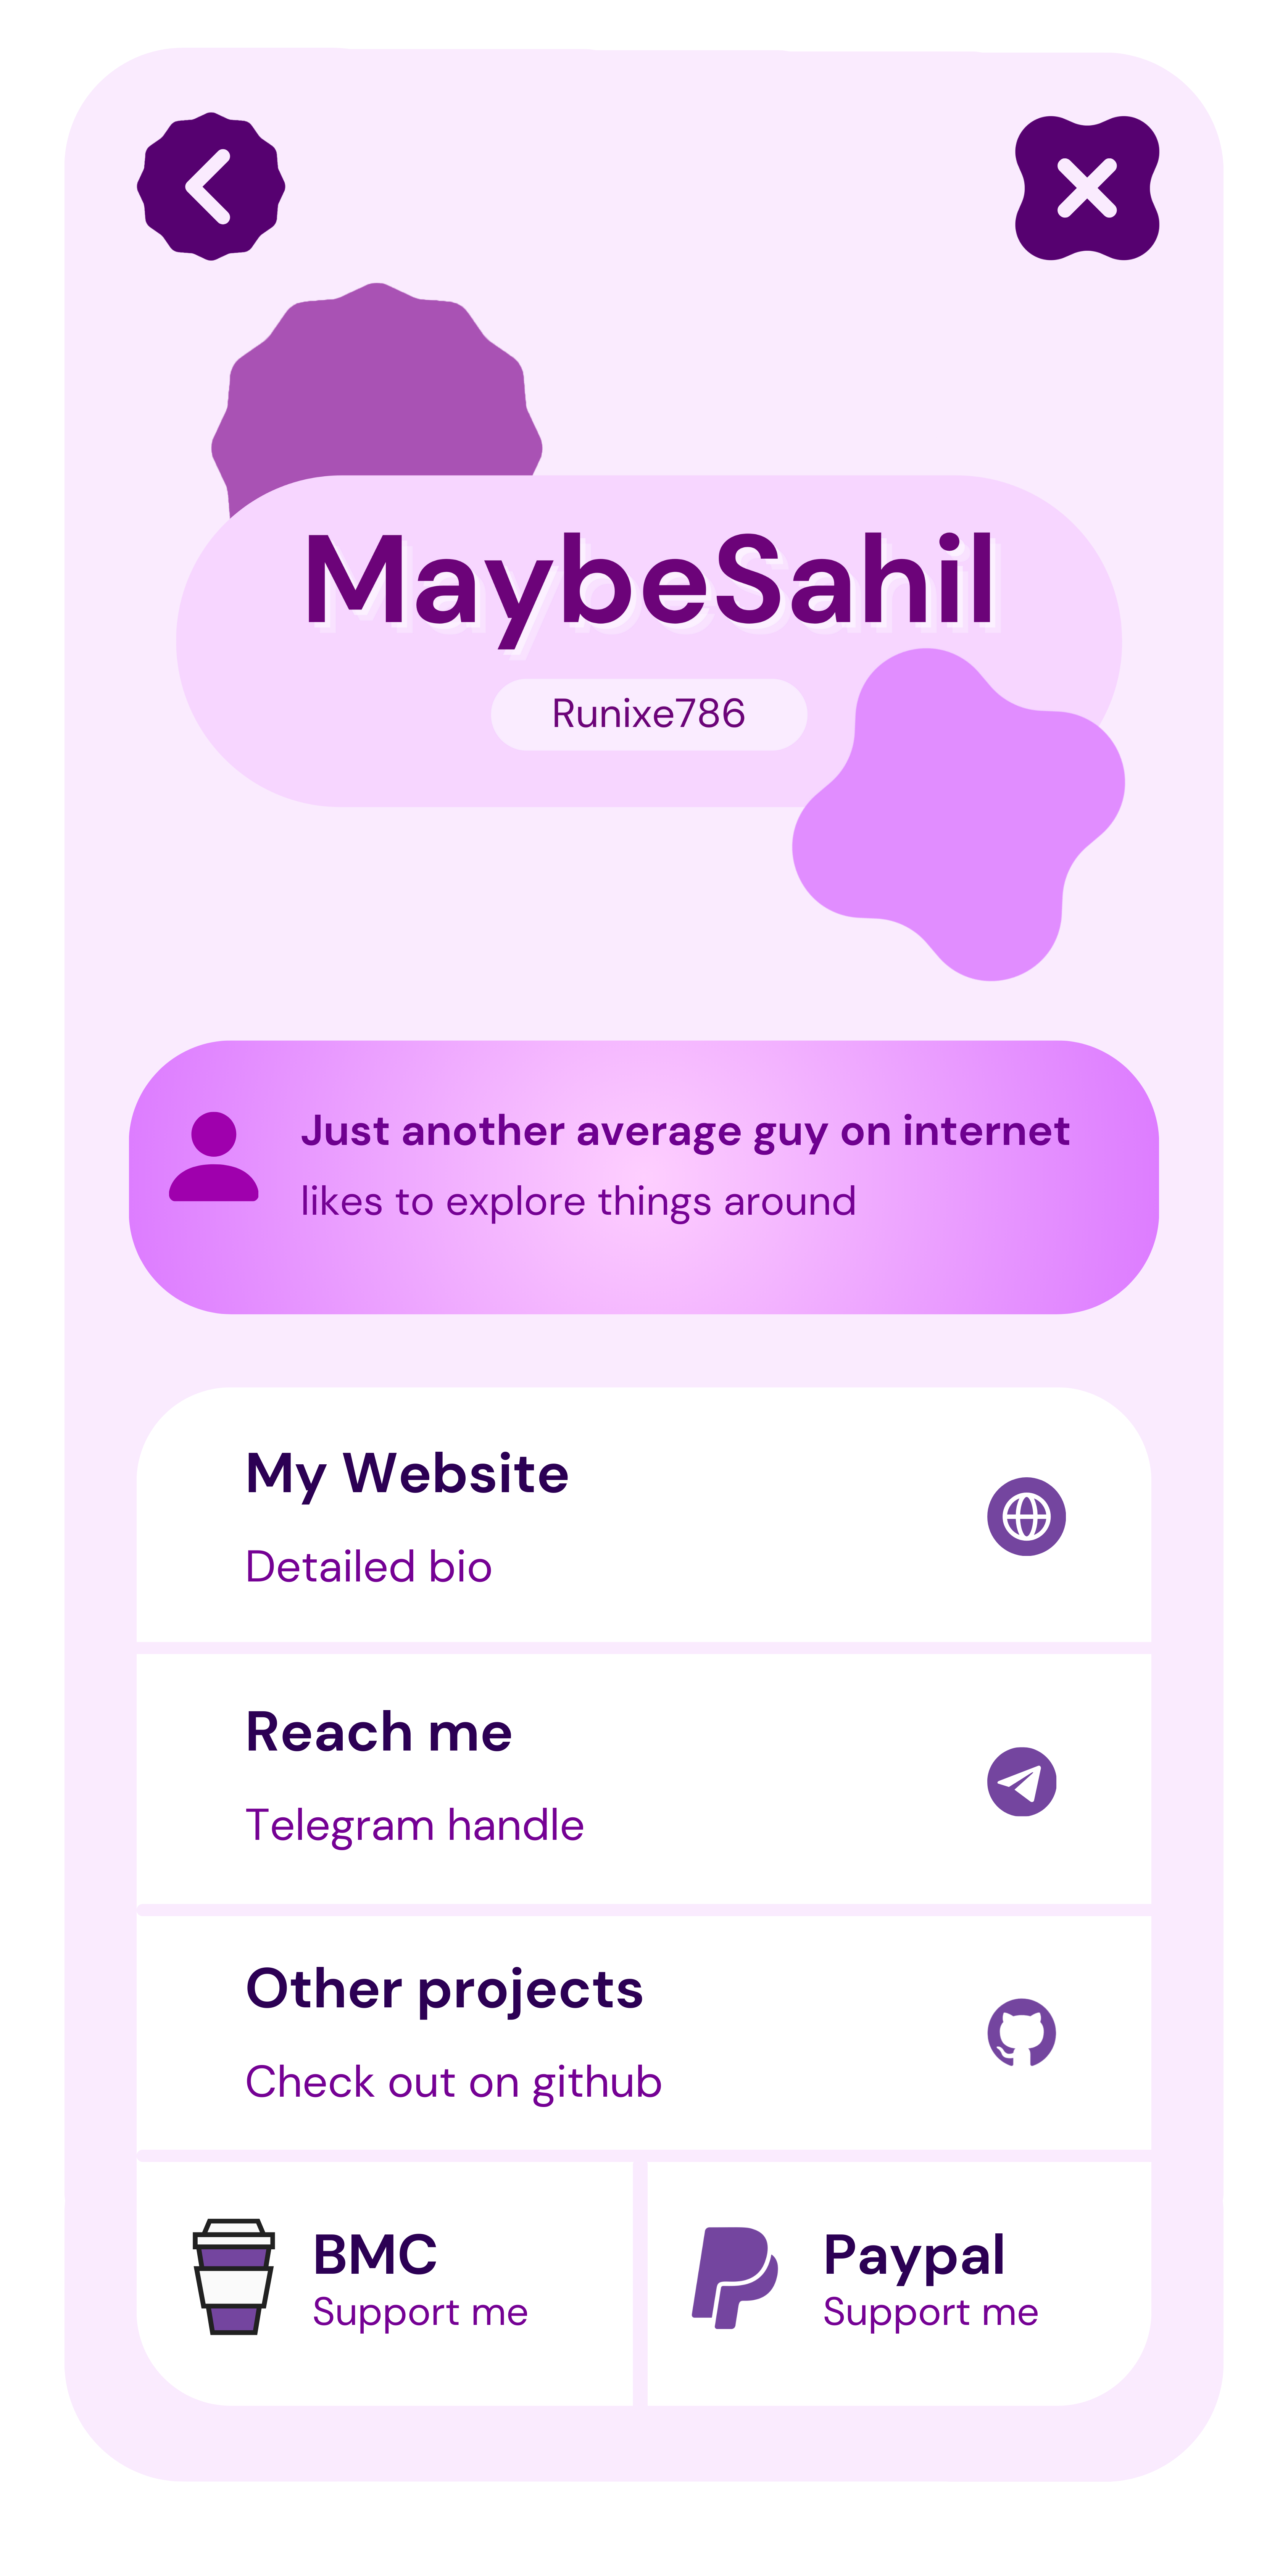 MaybeSahil
Runixe786
Just another average guy on internet
likes to explore things around
My Website
Detailed bio
Reach me
Telegram handle
Other projects
Check out on github
BMC
Support me
Paypal
Support me